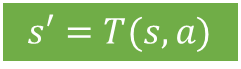 s′ = T(s, a)